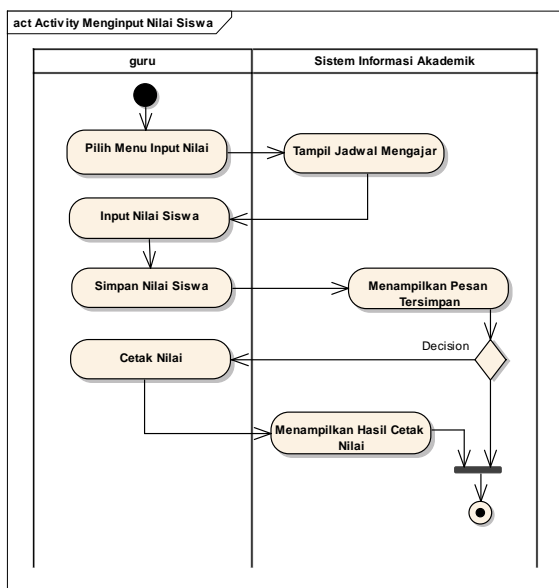 act Activity Menginput Nilai Siswa
guru
Sistem Informasi Akademik
Pilih Menu Input Nilai
Tampil Jadwal Mengajar
Input Nilai Siswa
Simpan Nilai Siswa
Menampilkan Pesan
Tersimpan
Decision
Cetak Nilai
Menampilkan Hasil Cetak
Nilai